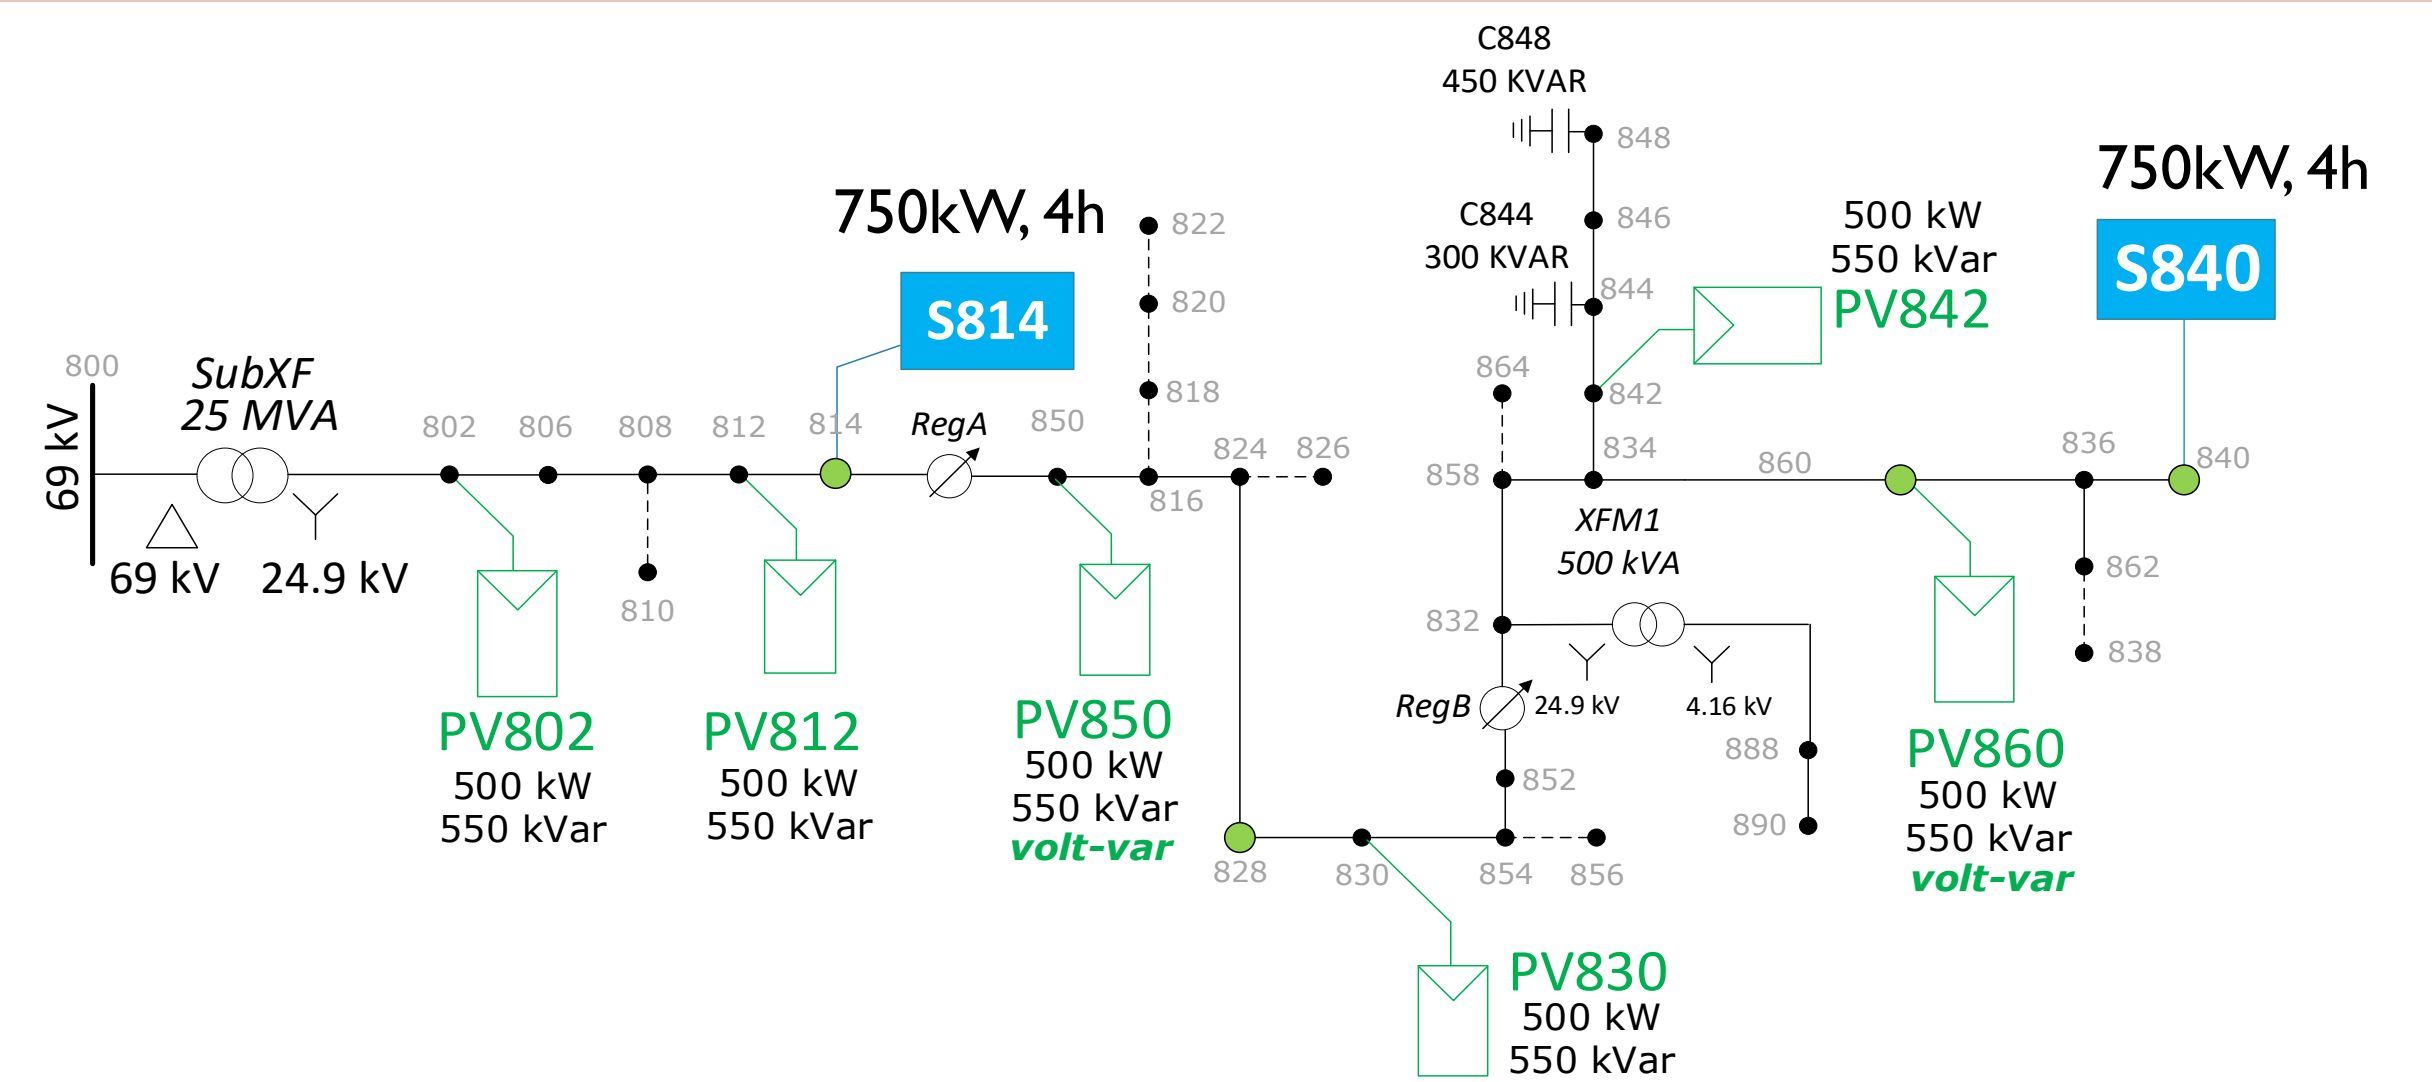 C848
450 KVAR
848
750kW, 4h
750kW, 4h
822
C844
300 KVAR
846
500 kW
550 kVar
PV842
S840
820
844
S814
800
SubXF
25 MVA
864
818
842
69 kV
802
806
808
812
814
RegA
850
824
826
858
834
860
836
840
816
XFM1
500 kVA
69 kV
24.9 kV
810
832
862
838
RegB
24.9 kV
4.16 kV
PV802
500 kW
550 kVar
PV812
500 kW
550 kVar
PV850
500 kW
550 kVar
volt-var
852
888
890
PV860
500 kW
550 kVar
volt-var
828
830
854
856
PV830
500 kW
550 kVar